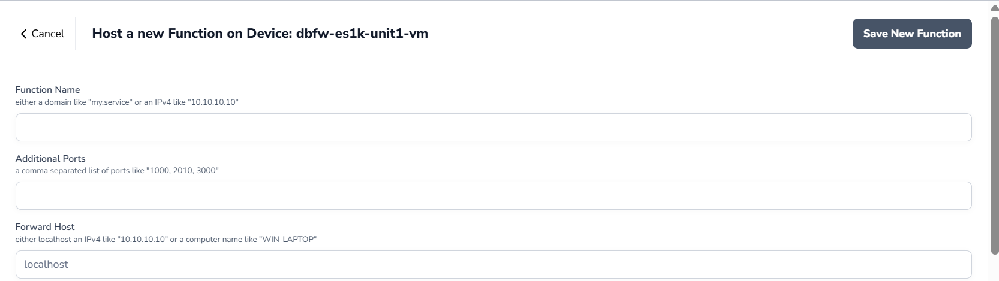 Cancel
Host a new Function on Device: dbfw-es1k-unit1-vm
Save New Function
Function Name
either a domain like "my.service" or an IPv4 like "10.10.10.10"
Additional Ports
a comma separated list of ports like "1000, 2010, 3000"
Forward Host
either localhost an IPv4 like "10.10.10.10" or a computer name like "WIN-LAPTOP"
localhost